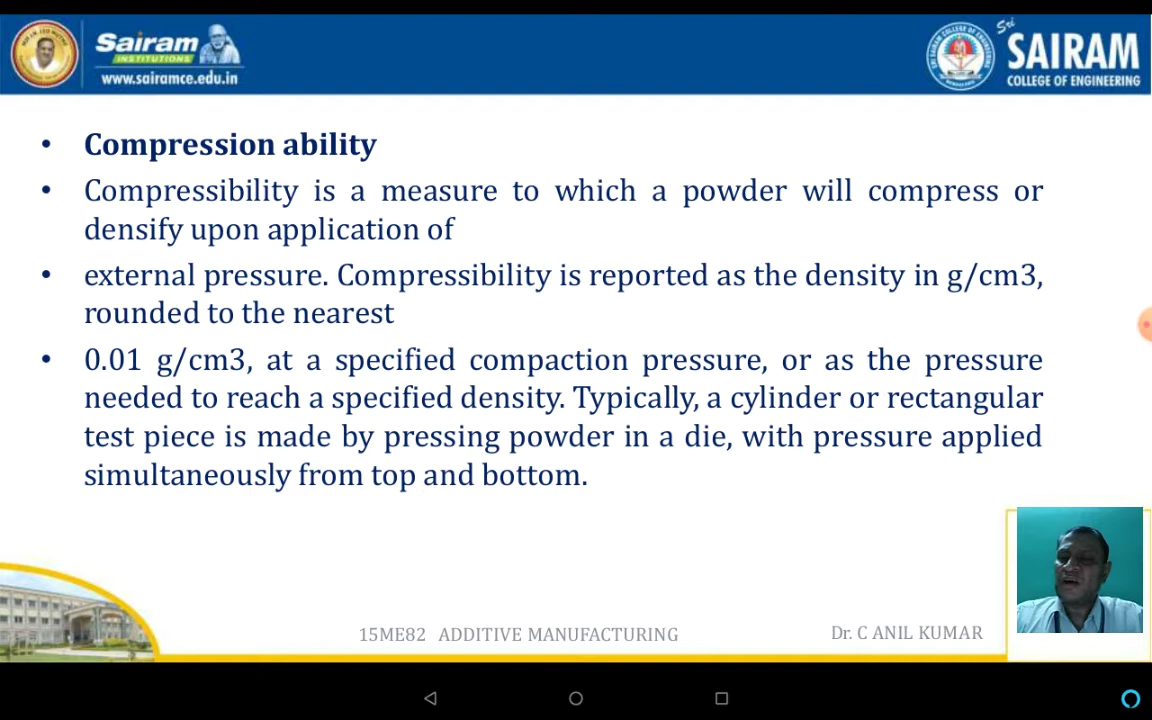 Sairam
INSTITUTIONS
www.sairamce.edu.in
Sri
SAIRAM
COLLEGE OF ENGINEERING
• Compression ability
• Compressibility is a measure to which a powder will compress or
densify upon application of
• external pressure. Compressibility is reported as the density in g/cm3,
rounded to the nearest
• 0.01 g/cm3, at a specified compaction pressure, or as the pressure
needed to reach a specified density. Typically, a cylinder or rectangular
test piece is made by pressing powder in a die, with pressure applied
simultaneously from top and bottom.
15ME82 ADDITIVE MANUFACTURING
Dr. C ANIL KUMAR